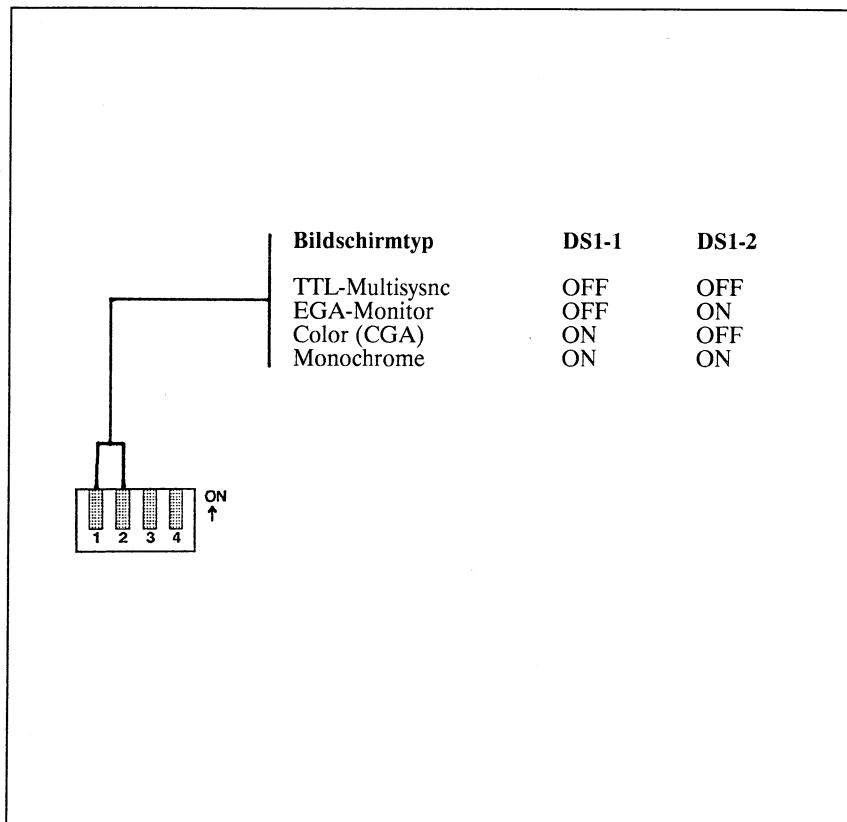 Bildschirmtyp DS1-1 DS1-2
TTL-Multisysnc OFF OFF
EGA-Monitor OFF ON
Color (CGA) ON OFF
Monochrome ON ON
ON
1 2 3 4